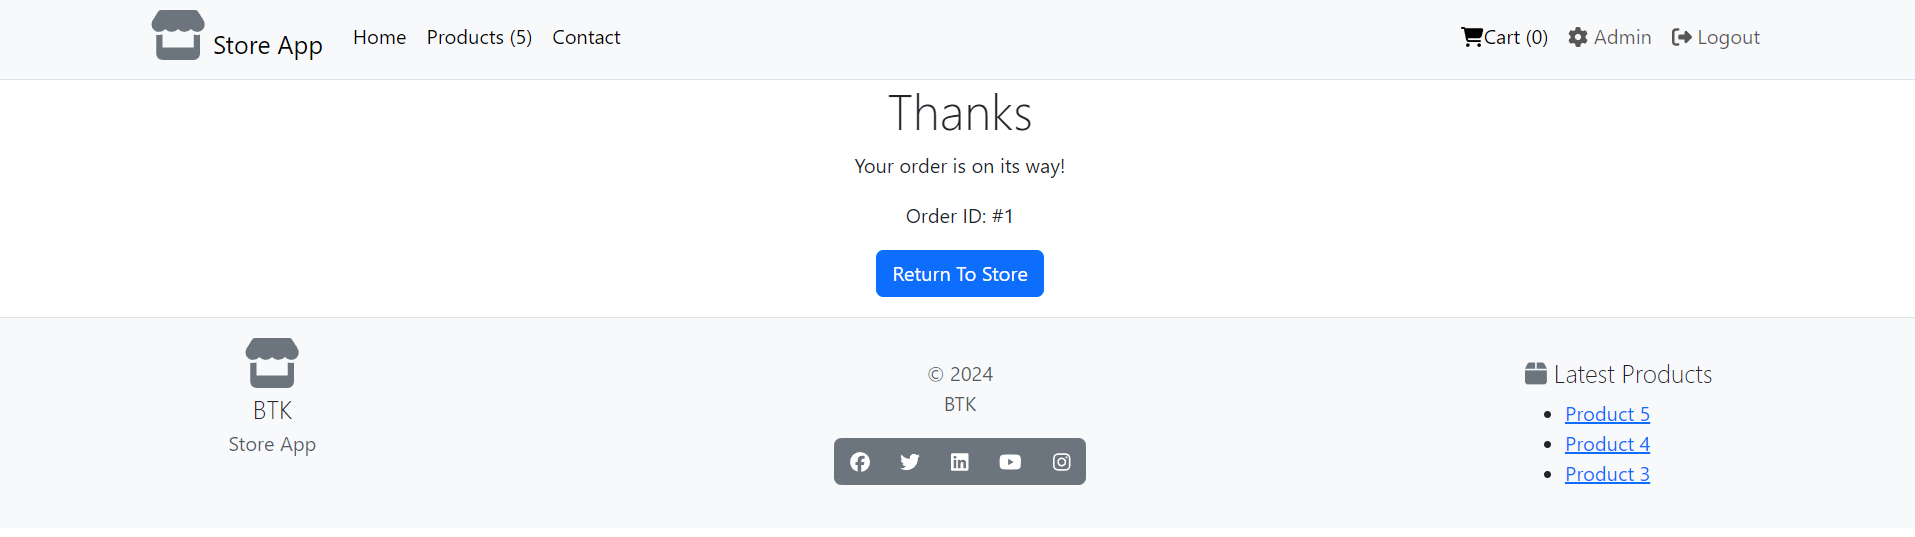 Store App Home Products (5) Contact Cart (0) Admin Logout
Thanks
Your order is on its way!
Order ID: #1
Return To Store
BTK
Store App
© 2024
BTK
Latest Products
Product 5
Product 4
Product 3